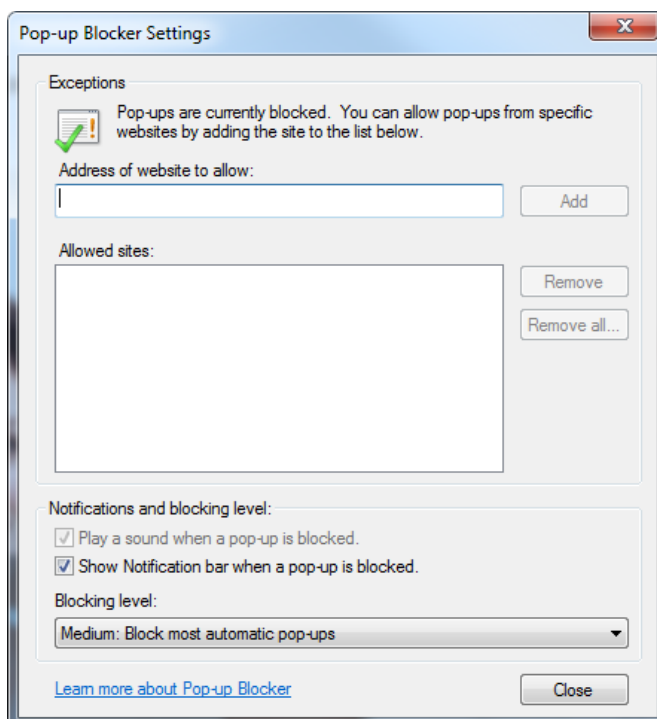 Pop-up Blocker Settings
Exceptions
Pop-ups are currently blocked.  You can allow pop-ups from specific
websites by adding the site to the list below.
Address of website to allow:
Add
Allowed sites:
Remove
Remove all...
Notifications and blocking level:
Play a sound when a pop-up is blocked.
Show Notification bar when a pop-up is blocked.
Blocking level:
Medium: Block most automatic pop-ups
Learn more about Pop-up Blocker
Close